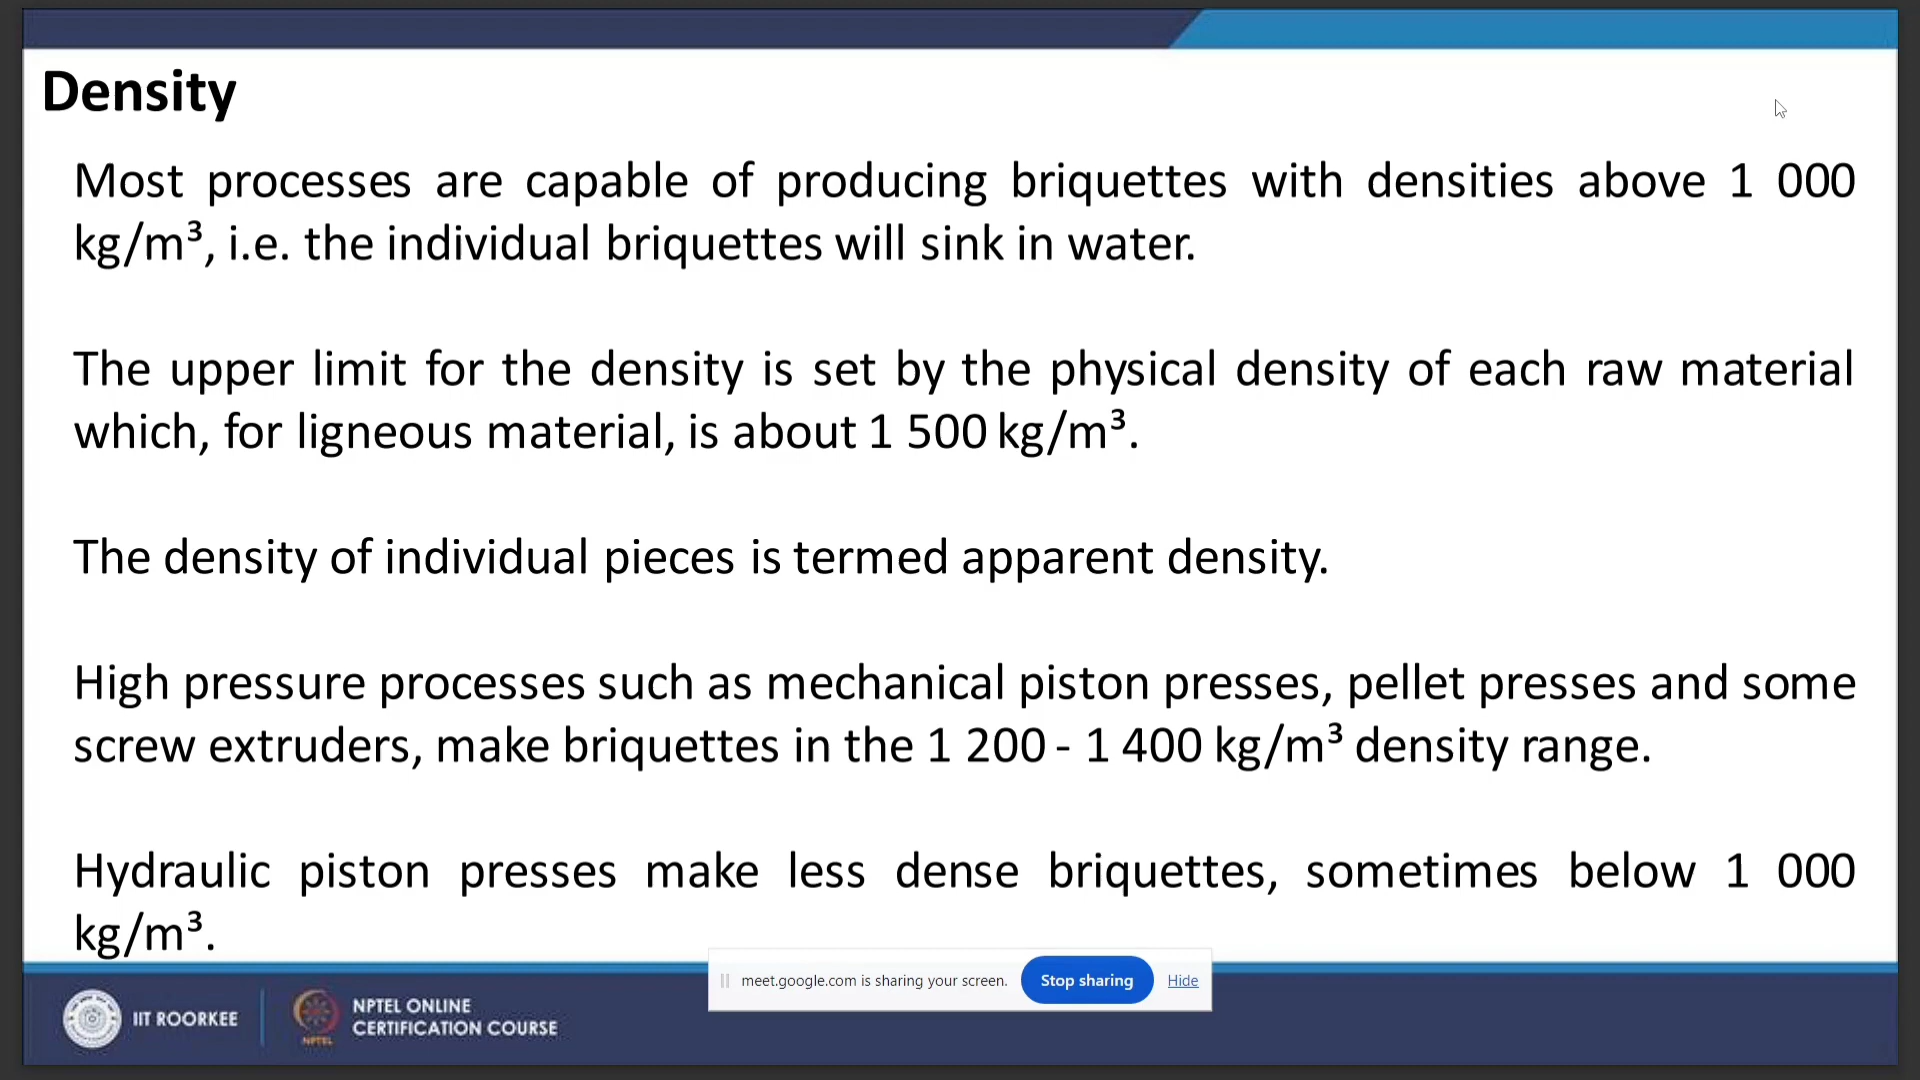 Density
Most processes are capable of producing briquettes with densities above 1 000
kg/m³, i.e. the individual briquettes will sink in water.
The upper limit for the density is set by the physical density of each raw material
which, for ligneous material, is about 1 500 kg/m³.
The density of individual pieces is termed apparent density.
High pressure processes such as mechanical piston presses, pellet presses and some
screw extruders, make briquettes in the 1 200 - 1 400 kg/m³ density range.
Hydraulic piston presses make less dense briquettes, sometimes below 1 000
kg/m³.
meet.google.com is sharing your screen. Stop sharing Hide
IIT ROORKEE
NPTEL ONLINE
CERTIFICATION COURSE
NPTEL